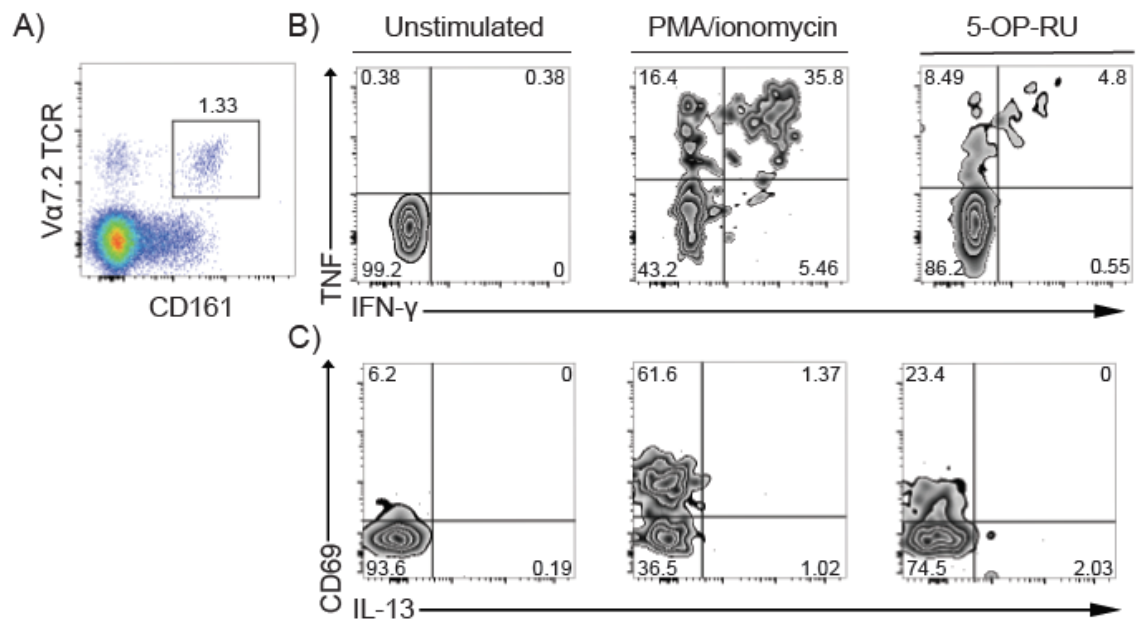 A)
1.33
Vα7.2 TCR
CD161
B)
Unstimulated
PMA/ionomycin
5-OP-RU
0.38 0.38
16.4 35.8
8.49 4.8
TNF
99.2 0
43.2 5.46
86.2 0.55
IFN-γ
C)
6.2 0
61.6 1.37
23.4 0
CD69
93.6 0.19
36.5 1.02
74.5 2.03
IL-13